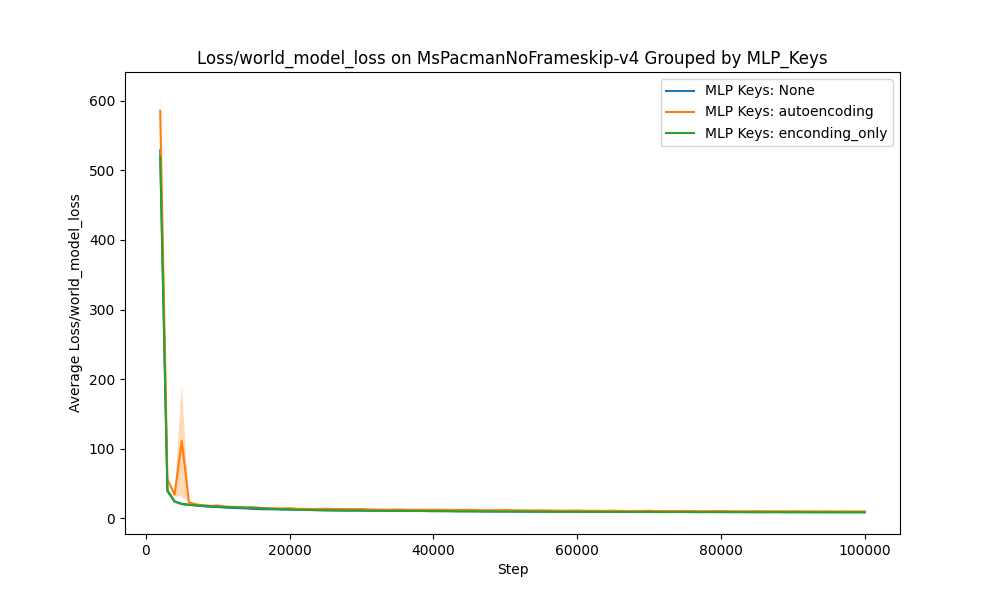 Loss/world_model_loss on MsPacmanNoFrameskip-v4 Grouped by MLP_Keys
MLP Keys: None
MLP Keys: autoencoding
MLP Keys: enconding_only
Average Loss/world_model_loss
600
500
400
300
200
100
0
0
20000
40000
60000
80000
100000
Step